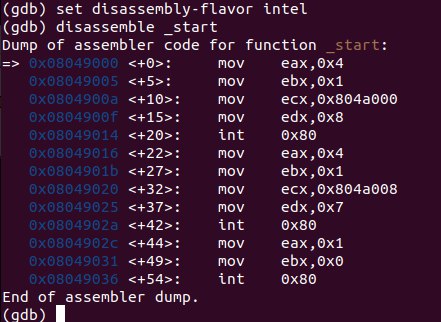 (gdb) set disassembly-flavor intel
(gdb) disassemble _start
Dump of assembler code for function _start:
=> 0x08049000 <+0>:     mov    eax,0x4
   0x08049005 <+5>:     mov    ebx,0x1
   0x0804900a <+10>:    mov    ecx,0x804a000
   0x0804900f <+15>:    mov    edx,0x8
   0x08049014 <+20>:    int    0x80
   0x08049016 <+22>:    mov    eax,0x4
   0x0804901b <+27>:    mov    ebx,0x1
   0x08049020 <+32>:    mov    ecx,0x804a008
   0x08049025 <+37>:    mov    edx,0x7
   0x0804902a <+42>:    int    0x80
   0x0804902c <+44>:    mov    eax,0x1
   0x08049031 <+49>:    mov    ebx,0x0
   0x08049036 <+54>:    int    0x80
End of assembler dump.
(gdb)